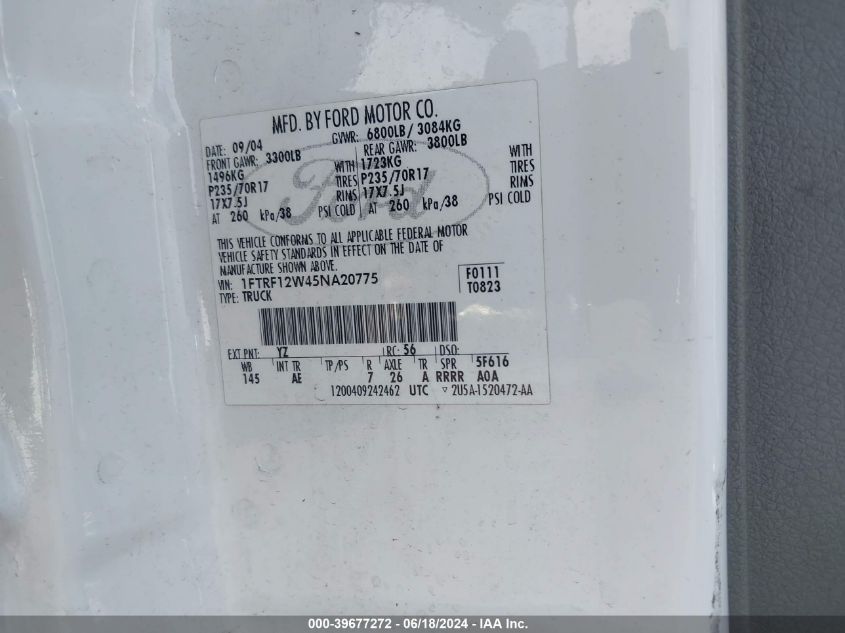 MFD. BY FORD MOTOR CO.
DATE: 09/04 GVWR: 6800LB/ 3084KG
FRONT GAWR: 3300LB REAR GAWR: 3800LB
1496KG WITH 1723KG WITH
P235/70R17 TIRES P235/70R17 TIRES
17X7.5J RIMS 17X7.5J RIMS
AT 260 kPa/38 PSI COLD AT 260 kPa/38 PSI COLD
Ford
THIS VEHICLE CONFORMS TO ALL APPLICABLE FEDERAL MOTOR
VEHICLE SAFETY STANDARDS IN EFFECT ON THE DATE OF
MANUFACTURE SHOWN ABOVE.
VIN: 1FTRF12W45NA20775 F0111
TYPE: TRUCK T0823
EXT PNT: YZ RC: 56 DSO:
WB INT TR TP/PS R AXLE TR SPR 5F616
145 AE 7 26 A RRRR A0A
1200409242462 UTC ▽ 2U5A-1520472-AA
000-39677272 - 06/18/2024 - IAA Inc.